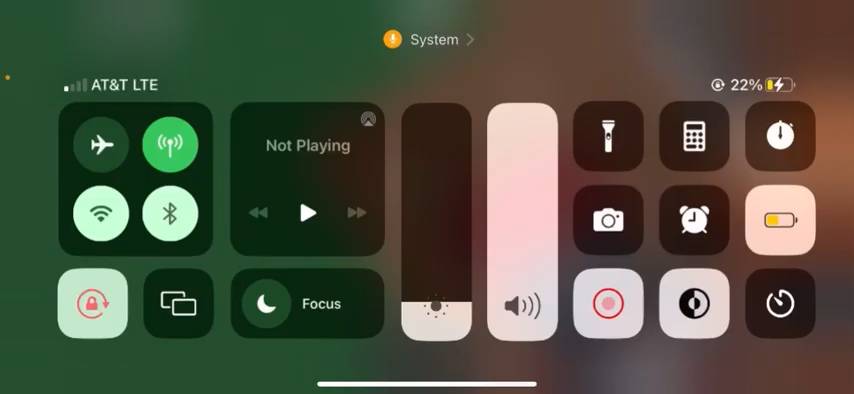 System
AT&T LTE
22%
Not Playing
Focus